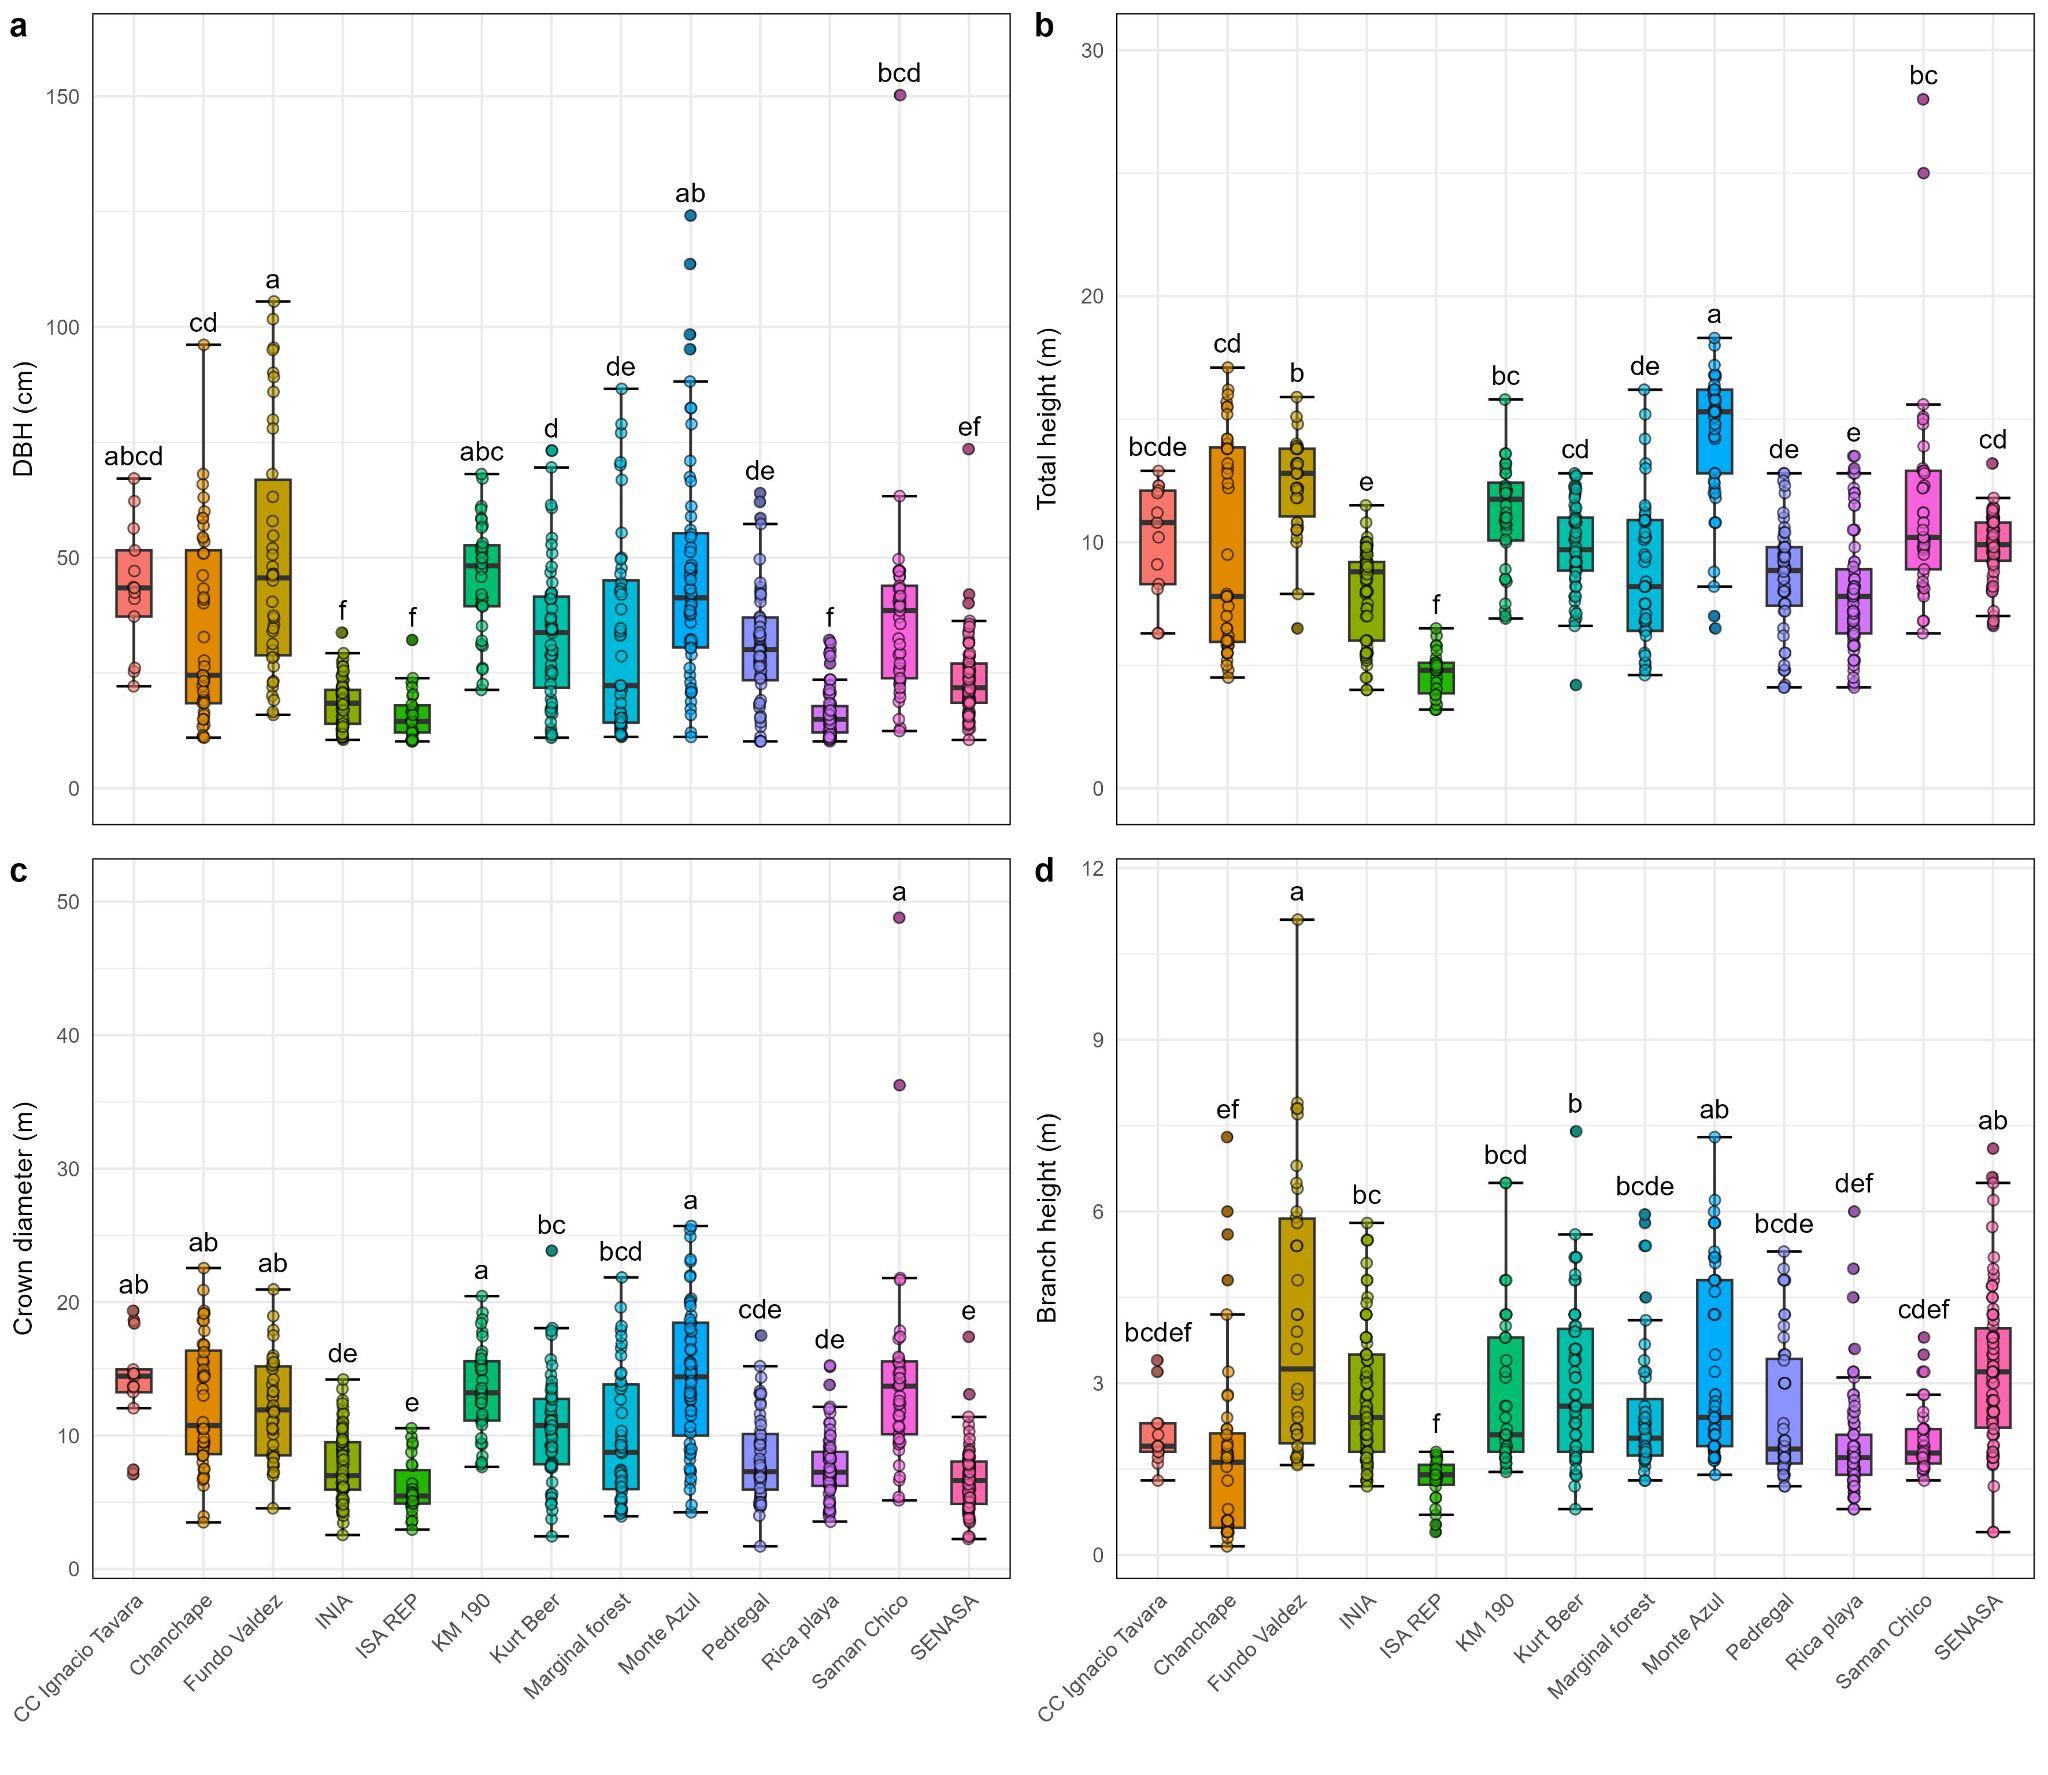 a
DBH (cm)
150
100
50
0
abcd
cd
a
f
f
abc
d
de
ab
de
f
bcd
ef
b
Total height (m)
30
20
10
0
bcde
cd
b
e
f
bc
cd
de
a
de
e
bc
cd
c
Crown diameter (m)
50
40
30
20
10
0
ab
ab
ab
de
e
a
bc
bcd
a
cde
de
a
e
CC Ignacio Tavara
Chanchape
Fundo Valdez
INIA
ISA REP
KM 190
Kurt Beer
Marginal forest
Monte Azul
Pedregal
Rica playa
Saman Chico
SENASA
d
Branch height (m)
12
9
6
3
0
bcdef
ef
a
bc
f
bcd
b
bcde
ab
bcde
def
cdef
ab
CC Ignacio Tavara
Chanchape
Fundo Valdez
INIA
ISA REP
KM 190
Kurt Beer
Marginal forest
Monte Azul
Pedregal
Rica playa
Saman Chico
SENASA